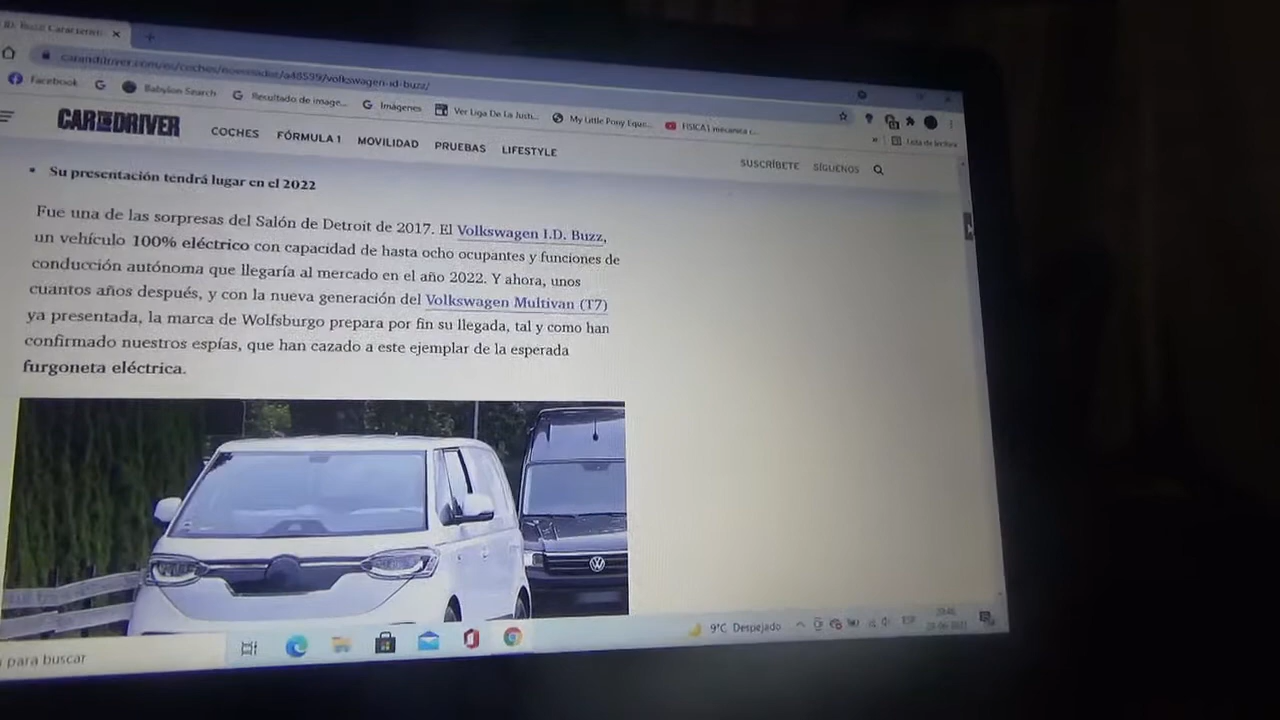 carandriver.com/es/coches/novedades/a48599/volkswagen-id-buzz/
Facebook
Babylon Search
Resultado de image...
Imágenes
Ver Liga De La Justi...
My Little Pony Eque...
Lista de lectura
CAR AND DRIVER
COCHES
FÓRMULA 1
MOVILIDAD
PRUEBAS
LIFESTYLE
SUSCRÍBETE
SÍGUENOS
Su presentación tendrá lugar en el 2022
Fue una de las sorpresas del Salón de Detroit de 2017. El Volkswagen I.D. Buzz,
un vehículo 100% eléctrico con capacidad de hasta ocho ocupantes y funciones de
conducción autónoma que llegaría al mercado en el año 2022. Y ahora, unos
cuantos años después, y con la nueva generación del Volkswagen Multivan (T7)
ya presentada, la marca de Wolfsburgo prepara por fin su llegada, tal y como han
confirmado nuestros espías, que han cazado a este ejemplar de la esperada
furgoneta eléctrica.
para buscar
9°C Despejado
ESP